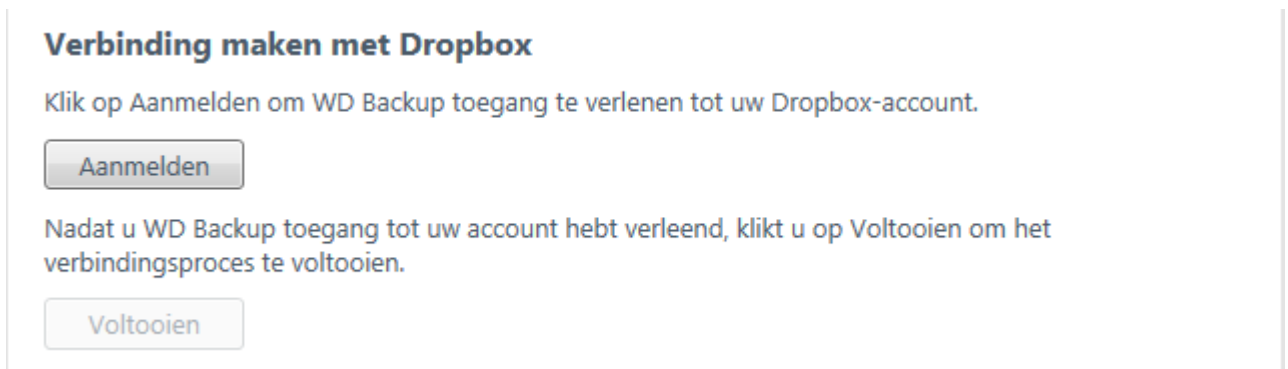 Verbinding maken met Dropbox
Klik op Aanmelden om WD Backup toegang te verlenen tot uw Dropbox-account.
Aanmelden
Nadat u WD Backup toegang tot uw account hebt verleend, klikt u op Voltooien om het
verbindingsproces te voltooien.
Voltooien